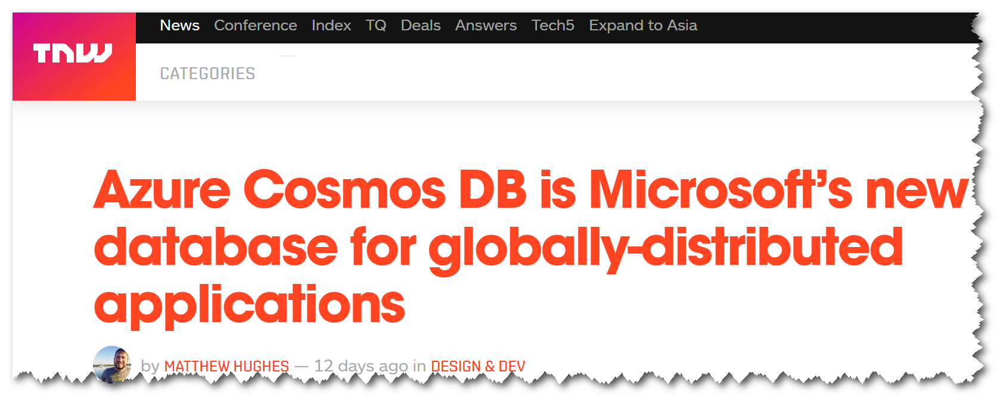 TNW
News Conference Index TQ Deals Answers Tech5 Expand to Asia
CATEGORIES
Azure Cosmos DB is Microsoft’s new
database for globally-distributed
applications
by MATTHEW HUGHES — 12 days ago in DESIGN & DEV